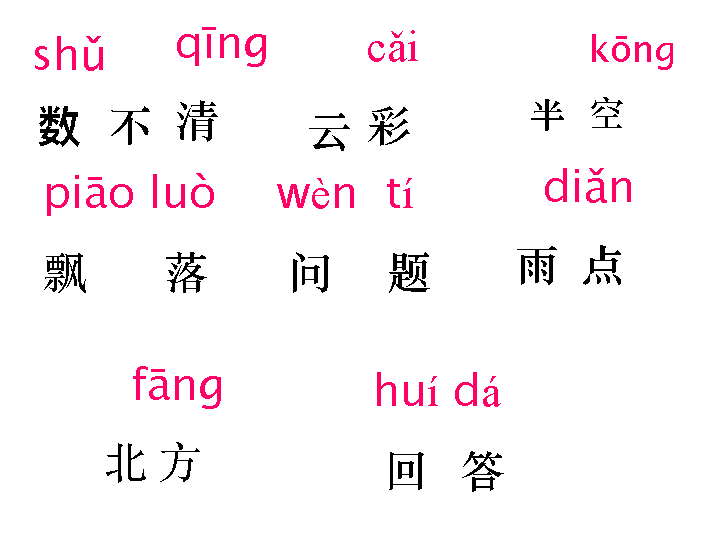 shǔ qīng cǎi kōng
数不清 云彩 半空
piāo luò wèn tí diǎn
飘落 问题 雨点
fāng huí dá
北方 回答